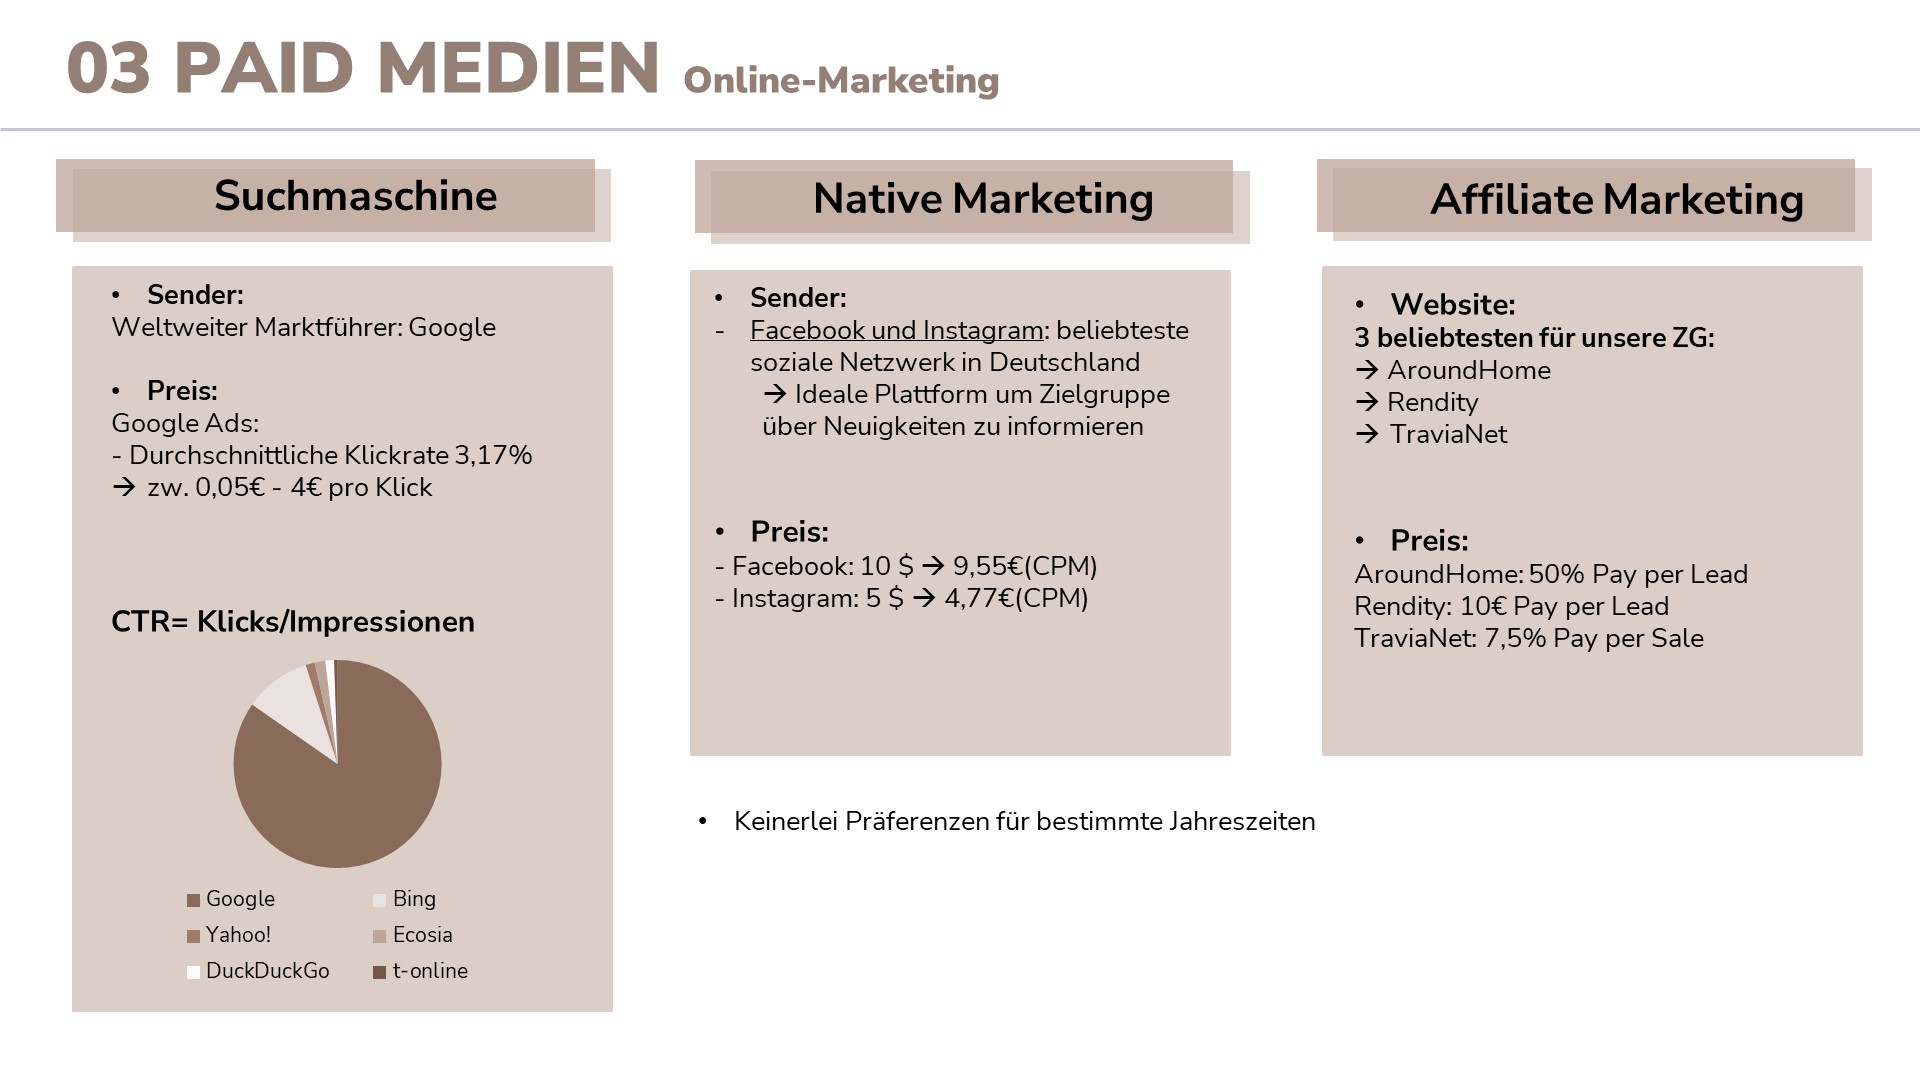 03 PAID MEDIEN Online-Marketing
Suchmaschine
• Sender:
Weltweiter Marktführer: Google
• Preis:
Google Ads:
- Durchschnittliche Klickrate 3,17%
→ zw. 0,05€ - 4€ pro Klick
CTR= Klicks/Impressionen
Google
Bing
Yahoo!
Ecosia
DuckDuckGo
t-online
Native Marketing
• Sender:
- Facebook und Instagram: beliebteste
soziale Netzwerk in Deutschland
→ Ideale Plattform um Zielgruppe
über Neuigkeiten zu informieren
• Preis:
- Facebook: 10 $ → 9,55€(CPM)
- Instagram: 5 $ → 4,77€(CPM)
Affiliate Marketing
• Website:
3 beliebtesten für unsere ZG:
→ AroundHome
→ Rendity
→ TraviaNet
• Preis:
AroundHome: 50% Pay per Lead
Rendity: 10€ Pay per Lead
TraviaNet: 7,5% Pay per Sale
• Keinerlei Präferenzen für bestimmte Jahreszeiten